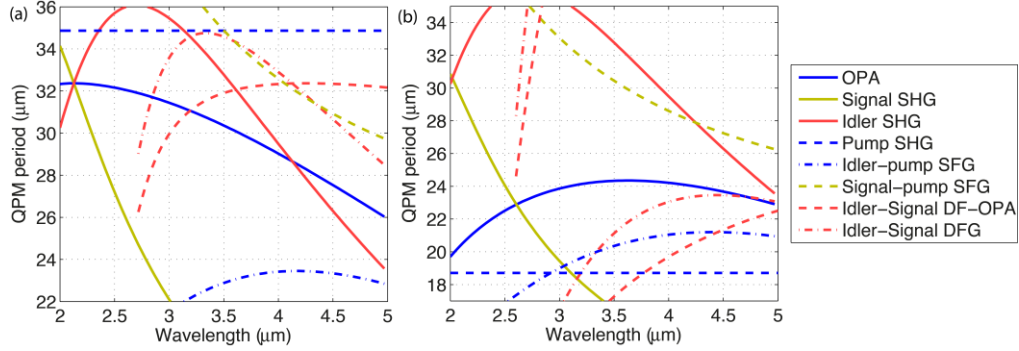 (a)
QPM period (μm)
36
34
32
30
28
26
24
22
2
2.5
3
3.5
4
4.5
5
Wavelength (μm)
(b)
34
32
30
28
26
24
22
20
18
2
2.5
3
3.5
4
4.5
5
Wavelength (μm)
OPA
Signal SHG
Idler SHG
Pump SHG
Idler-pump SFG
Signal-pump SFG
Idler-Signal DF-OPA
Idler-Signal DFG